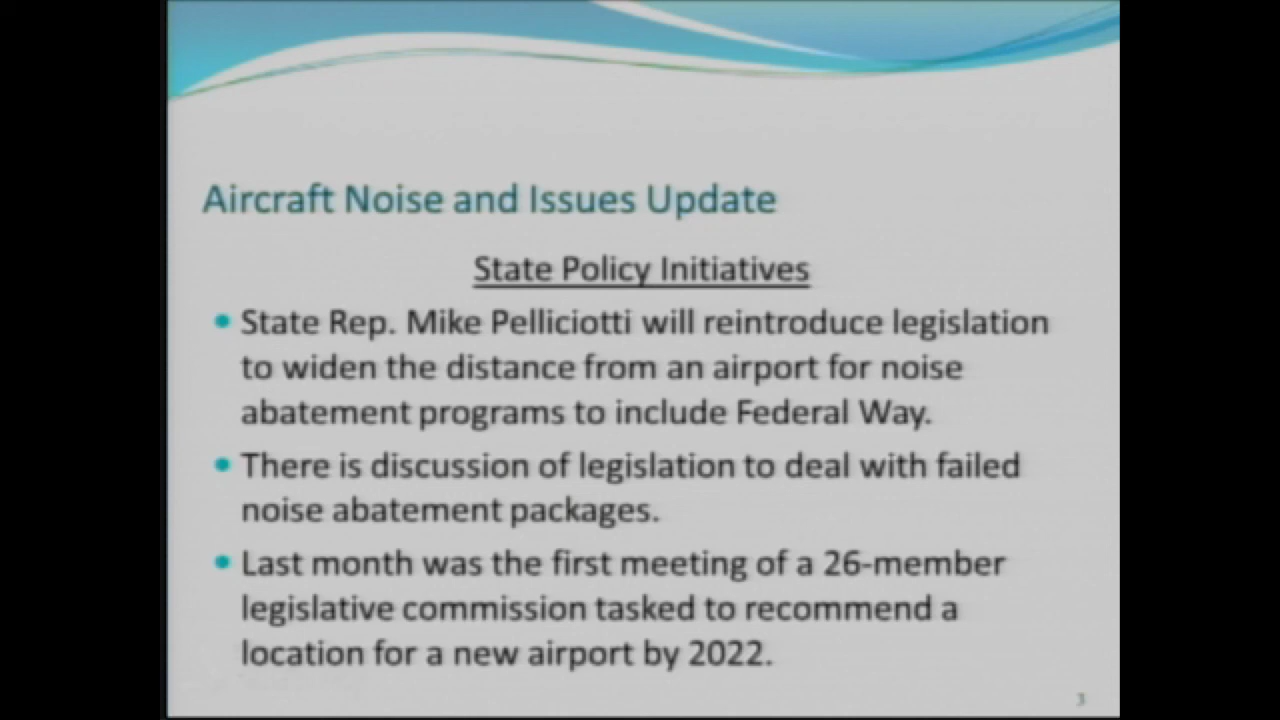 Aircraft Noise and Issues Update
State Policy Initiatives
• State Rep. Mike Pelliciotti will reintroduce legislation
to widen the distance from an airport for noise
abatement programs to include Federal Way.
• There is discussion of legislation to deal with failed
noise abatement packages.
• Last month was the first meeting of a 26-member
legislative commission tasked to recommend a
location for a new airport by 2022.
3